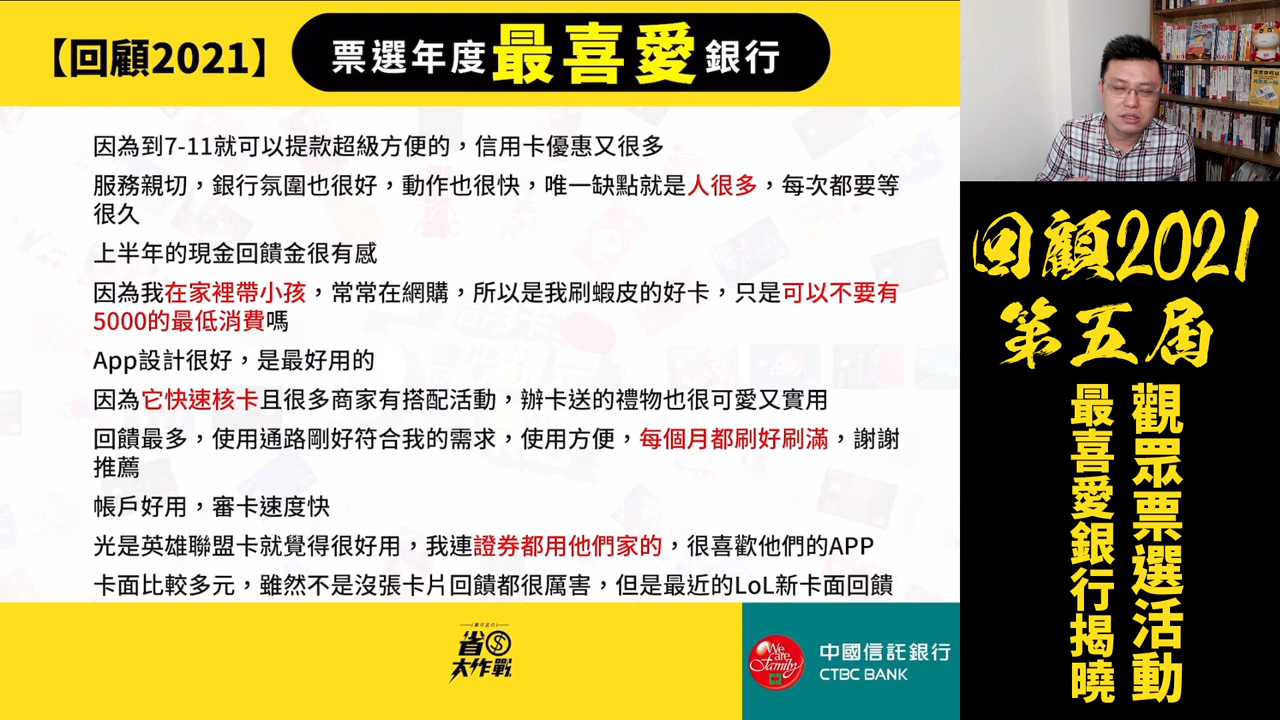 【回顧2021】
票選年度最喜愛銀行
因為到7-11就可以提款超級方便的，信用卡優惠又很多
服務親切，銀行氛圍也很好，動作也很快，唯一缺點就是人很多，每次都要等
很久
上半年的現金回饋金很有感
因為我在家裡帶小孩，常常在網購，所以是我刷蝦皮的好卡，只是可以不要有
5000的最低消費嗎
App設計很好，是最好用的
因為它快速核卡且很多商家有搭配活動，辦卡送的禮物也很可愛又實用
回饋最多，使用通路剛好符合我的需求，使用方便，每個月都刷好刷滿，謝謝
推薦
帳戶好用，審卡速度快
光是英雄聯盟卡就覺得很好用，我連證券都用他們家的，很喜歡他們的APP
卡面比較多元，雖然不是沒張卡片回饋都很厲害，但是最近的LoL新卡面回饋
省
大作戰
We
are
Family
中國信託銀行
CTBC BANK
回顧2021
第五屆
觀眾票選活動
最喜愛銀行揭曉